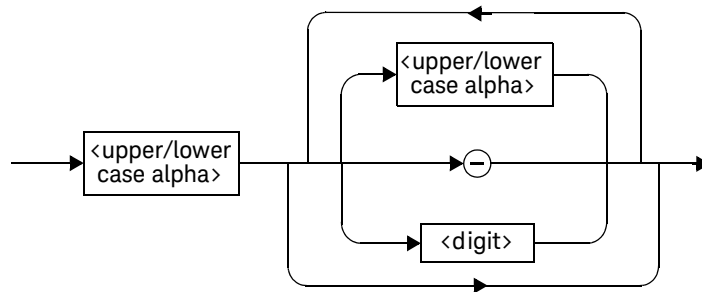 <upper/lower
case alpha>
<upper/lower
case alpha>
–
<digit>